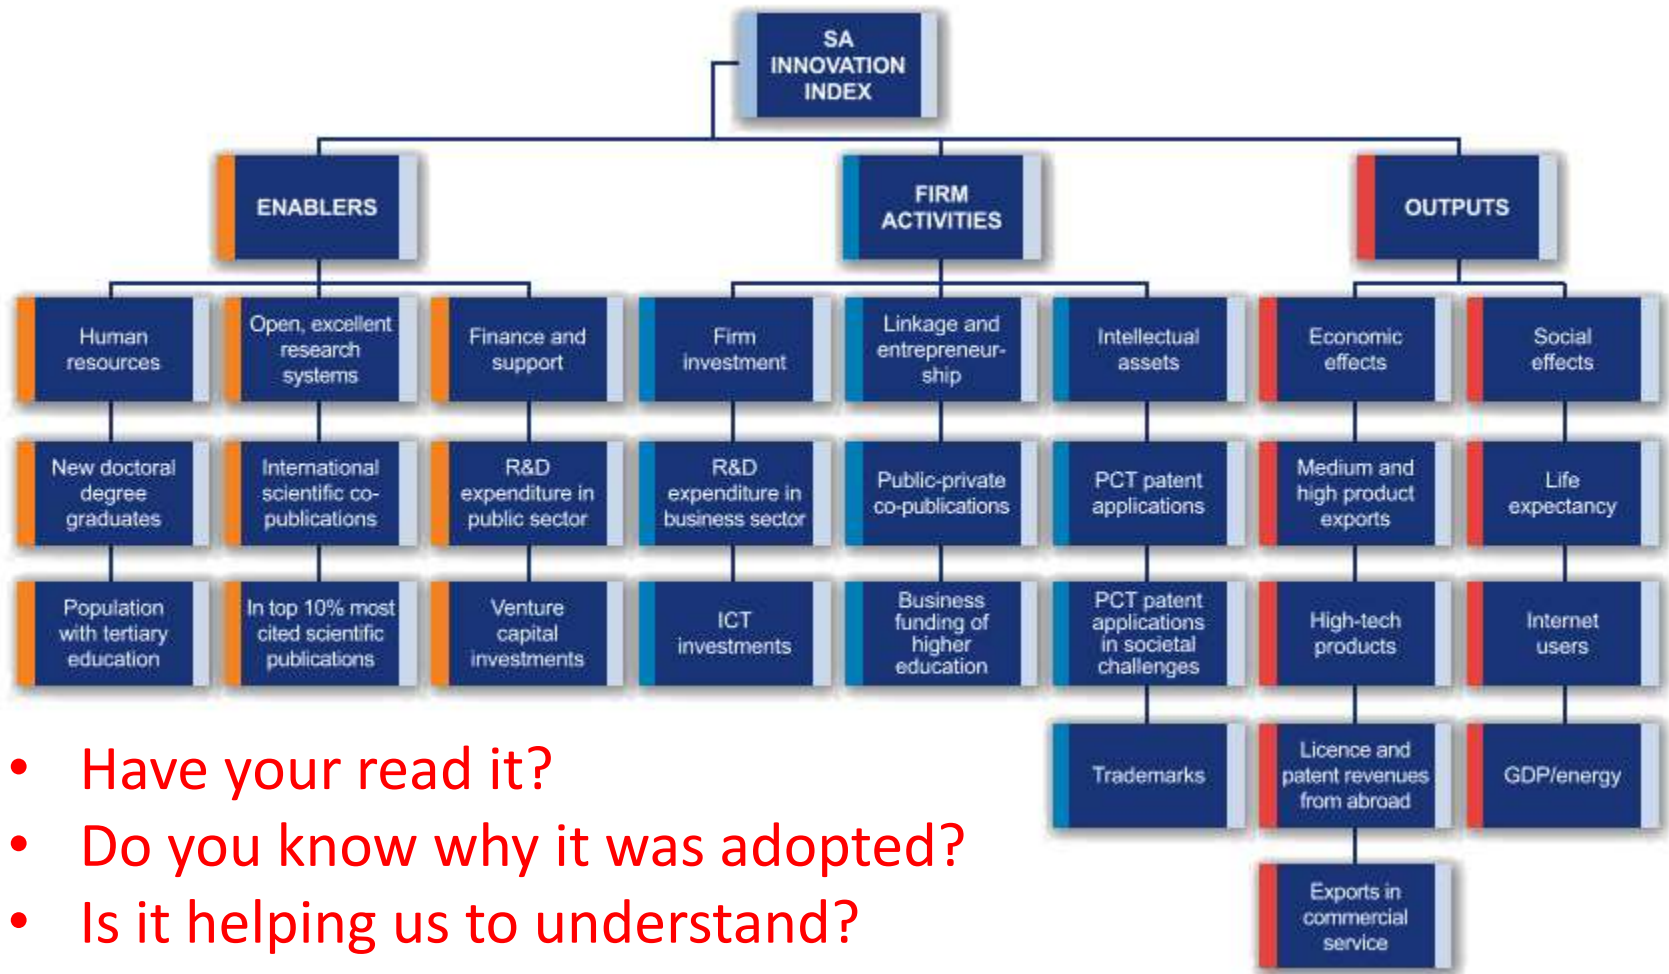 SA
INNOVATION
INDEX
ENABLERS
FIRM
ACTIVITIES
OUTPUTS
Human
resources
Open, excellent
research
systems
Finance and
support
Firm
investment
Linkage and
entrepreneur-
ship
Intellectual
assets
Economic
effects
Social
effects
New doctoral
degree
graduates
International
scientific co-
publications
R&D
expenditure in
public sector
R&D
expenditure in
business sector
Public-private
co-publications
PCT patent
applications
Medium and
high product
exports
Life
expectancy
Population
with tertiary
education
In top 10% most
cited scientific
publications
Venture
capital
investments
ICT
investments
Business
funding of
higher
education
PCT patent
applications
in societal
challenges
High-tech
products
Internet
users
Trademarks
Licence and
patent revenues
from abroad
GDP/energy
Exports in
commercial
service
• Have your read it?
• Do you know why it was adopted?
• Is it helping us to understand?